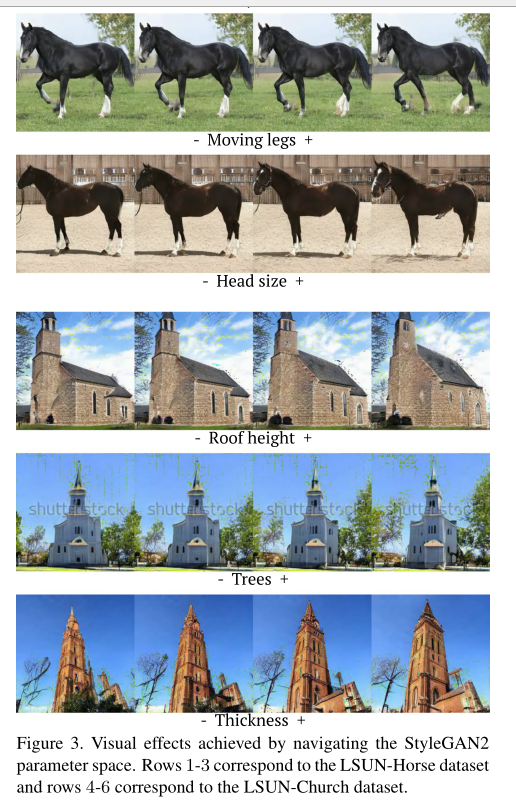 - Moving legs +
- Head size +
- Roof height +
shutterstock shutterstock shutterstock shutterstock
- Trees +
- Thickness +
Figure 3. Visual effects achieved by navigating the StyleGAN2
parameter space. Rows 1-3 correspond to the LSUN-Horse dataset
and rows 4-6 correspond to the LSUN-Church dataset.